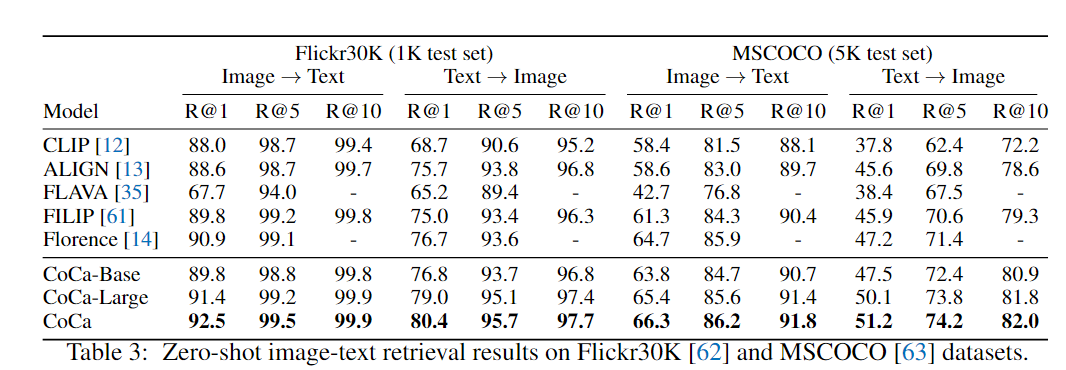 Flickr30K (1K test set) MSCOCO (5K test set)
Image → Text Text → Image Image → Text Text → Image
Model R@1 R@5 R@10 R@1 R@5 R@10 R@1 R@5 R@10 R@1 R@5 R@10
CLIP [12] 88.0 98.7 99.4 68.7 90.6 95.2 58.4 81.5 88.1 37.8 62.4 72.2
ALIGN [13] 88.6 98.7 99.7 75.7 93.8 96.8 58.6 83.0 89.7 45.6 69.8 78.6
FLAVA [35] 67.7 94.0 - 65.2 89.4 - 42.7 76.8 - 38.4 67.5 -
FILIP [61] 89.8 99.2 99.8 75.0 93.4 96.3 61.3 84.3 90.4 45.9 70.6 79.3
Florence [14] 90.9 99.1 - 76.7 93.6 - 64.7 85.9 - 47.2 71.4 -
CoCa-Base 89.8 98.8 99.8 76.8 93.7 96.8 63.8 84.7 90.7 47.5 72.4 80.9
CoCa-Large 91.4 99.2 99.9 79.0 95.1 97.4 65.4 85.6 91.4 50.1 73.8 81.8
CoCa 92.5 99.5 99.9 80.4 95.7 97.7 66.3 86.2 91.8 51.2 74.2 82.0
Table 3: Zero-shot image-text retrieval results on Flickr30K [62] and MSCOCO [63] datasets.